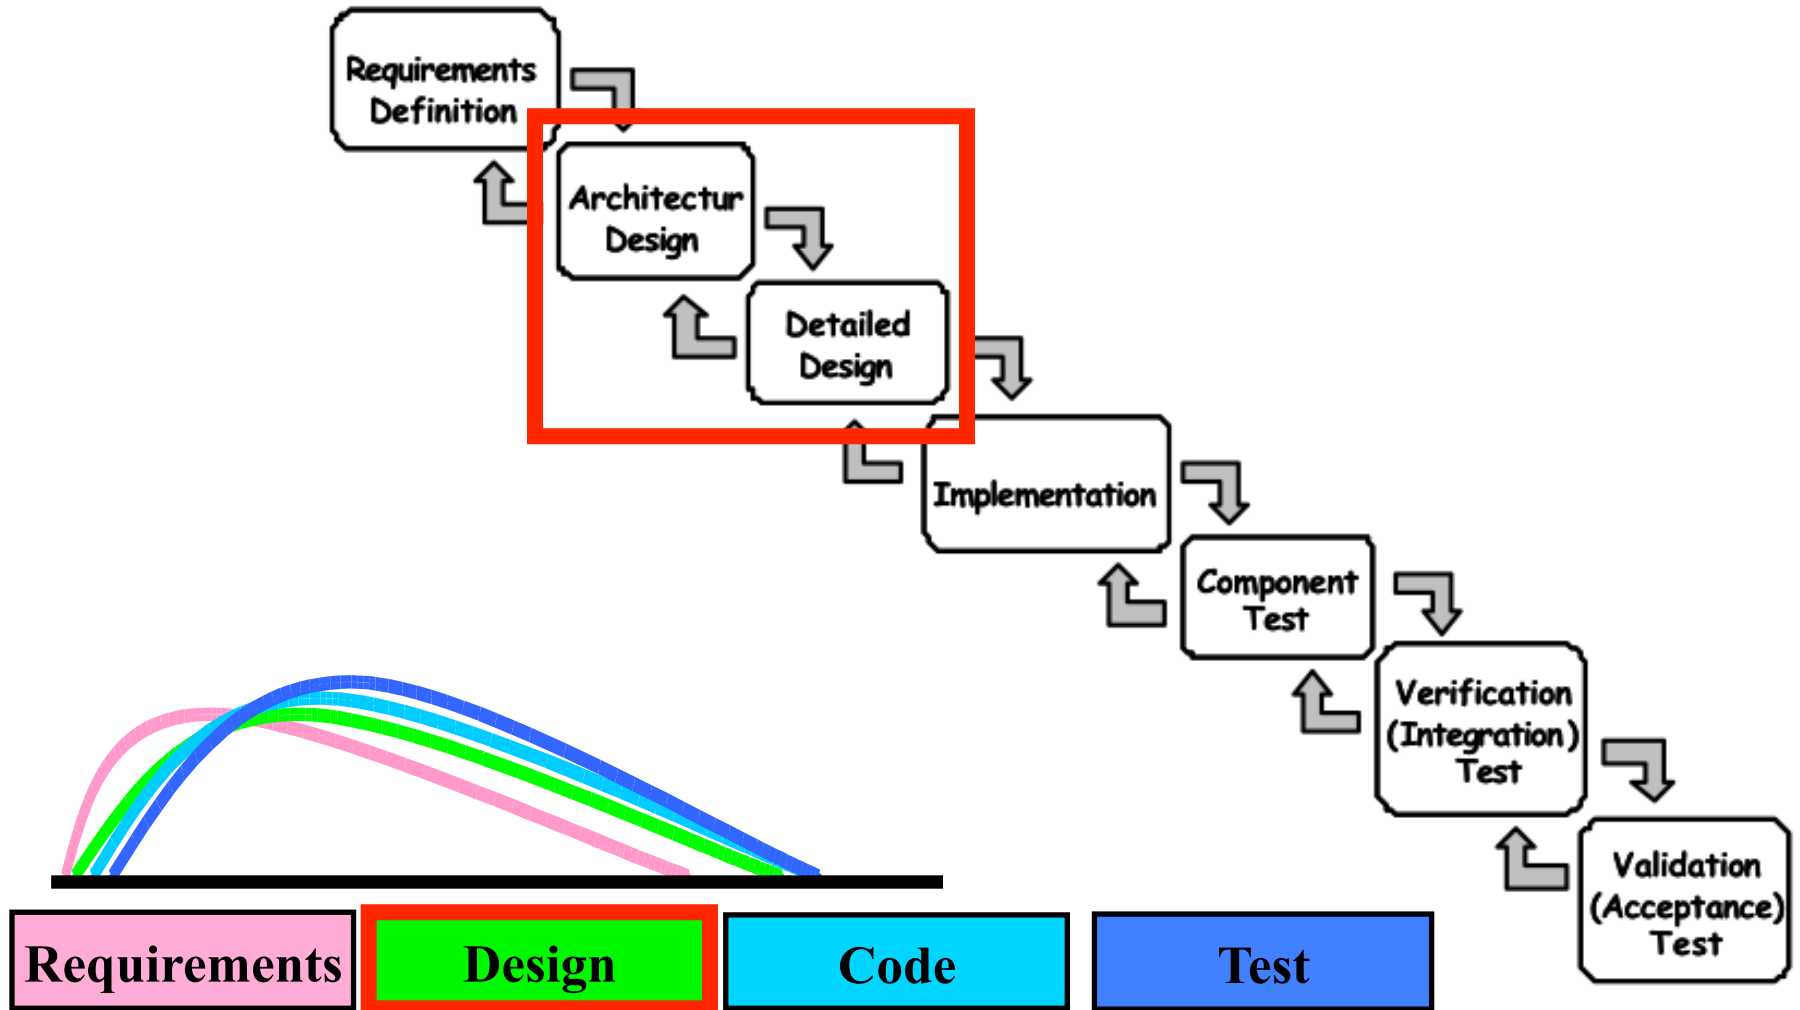 Requirements
Definition
Architectur
Design
Detailed
Design
Implementation
Component
Test
Verification
(Integration)
Test
Validation
(Acceptance)
Test
Requirements
Design
Code
Test